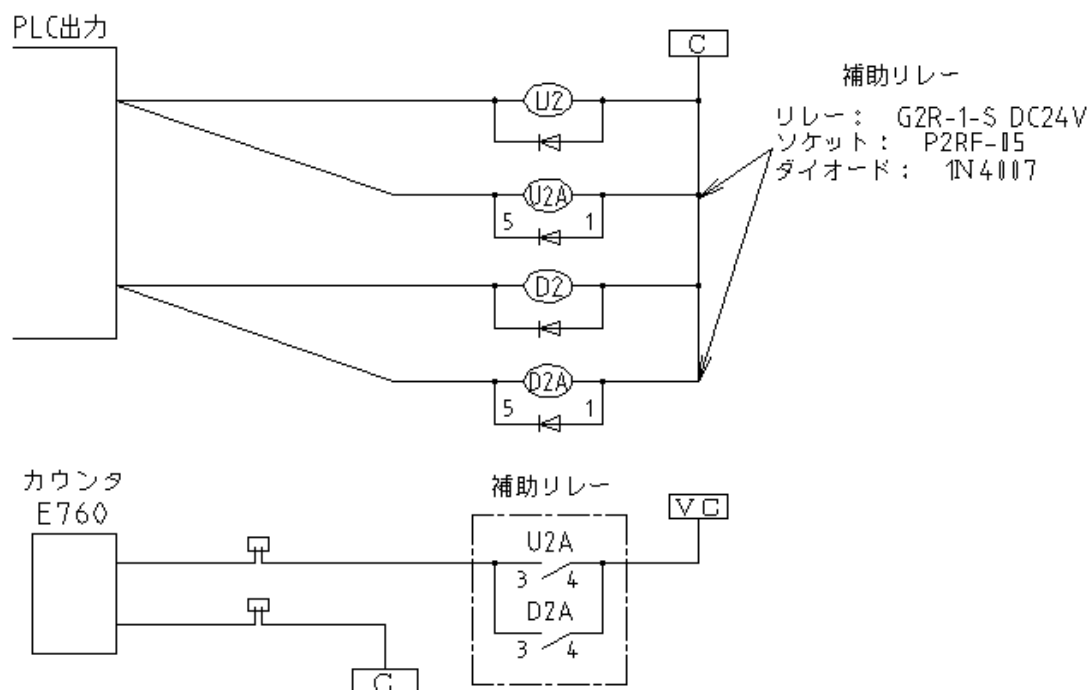 PLC出力
C
補助リレー
U2
リレー： G2R-1-S DC24V
ソケット： P2RF-05
ダイオード： 1N4007
U2A
5 1
D2
D2A
5 1
カウンタ
E760
補助リレー
VC
U2A
3 4
D2A
3 4